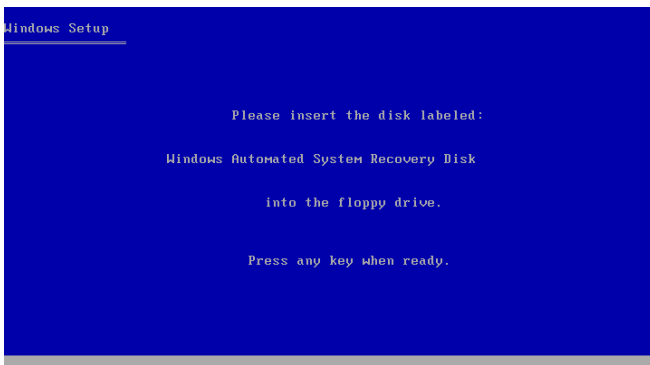 Windows Setup
Please insert the disk labeled:
Windows Automated System Recovery Disk
into the floppy drive.
Press any key when ready.